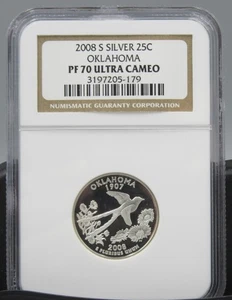 2008 S SILVER 25C
OKLAHOMA
PF 70 ULTRA CAMEO
3197205-179
NUMISMATIC GUARANTY CORPORATION
OKLAHOMA
1907
2008
E PLURIBUS UNUM